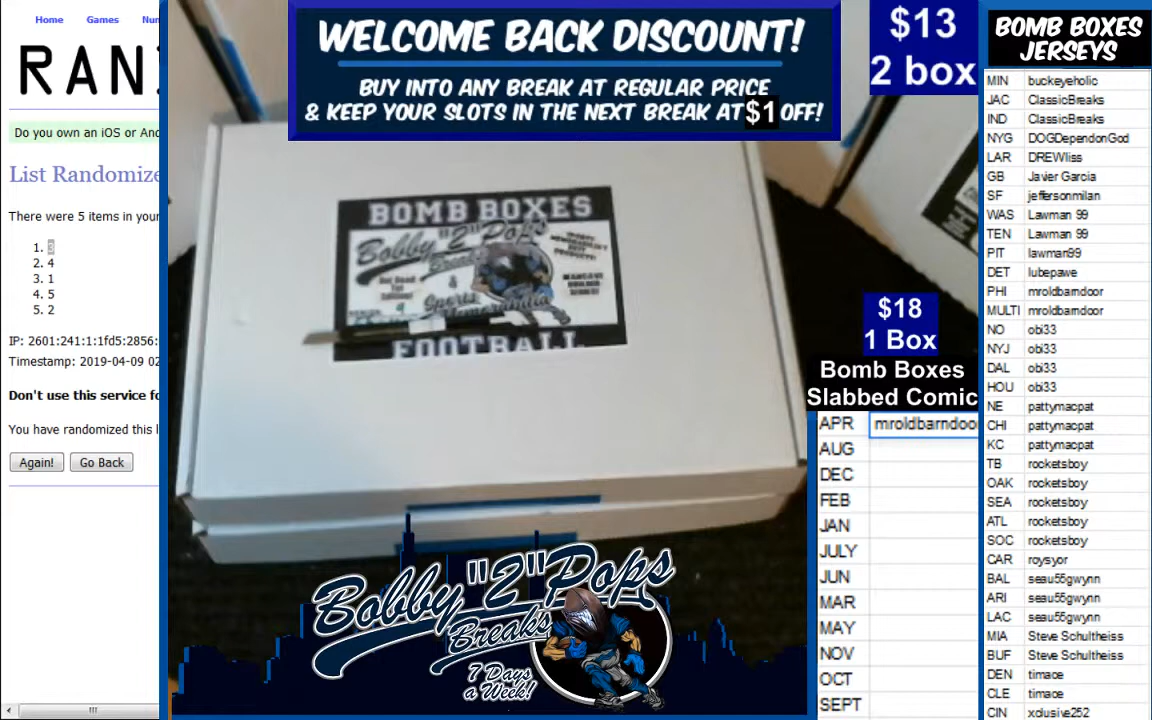 Home Games Num
RAN
Do you own an iOS or And
List Randomize
There were 5 items in your
1. 3
2. 4
3. 1
4. 5
5. 2
IP: 2601:241:1:1fd5:2856:
Timestamp: 2019-04-09 02
Don't use this service fo
You have randomized this l
Again! Go Back
WELCOME BACK DISCOUNT!
BUY INTO ANY BREAK AT REGULAR PRICE
& KEEP YOUR SLOTS IN THE NEXT BREAK AT $1 OFF!
BOMB BOXES
Bobby "2" Pops
Breaks
&
Sports
Memorabilia
FOOTBALL
Bobby "2" Pops
Breaks
7 Days
a Week!
$13
2 box
$18
1 Box
Bomb Boxes
Slabbed Comic
APR mroldbarndoor
AUG
DEC
FEB
JAN
JULY
JUN
MAR
MAY
NOV
OCT
SEPT
BOMB BOXES
JERSEYS
MIN buckeyeholic
JAC ClassicBreaks
IND ClassicBreaks
NYG DOGDependonGod
LAR DREWliss
GB Javier Garcia
SF jeffersonmilan
WAS Lawman 99
TEN Lawman 99
PIT lawman99
DET lubepawe
PHI mroldbarndoor
MULTI mroldbarndoor
NO obi33
NYJ obi33
DAL obi33
HOU obi33
NE pattymacpat
CHI pattymacpat
KC pattymacpat
TB rocketsboy
OAK rocketsboy
SEA rocketsboy
ATL rocketsboy
SOC rocketsboy
CAR roysyor
BAL seau55gwynn
ARI seau55gwynn
LAC seau55gwynn
MIA Steve Schultheiss
BUF Steve Schultheiss
DEN timace
CLE timace
CIN xclusive252